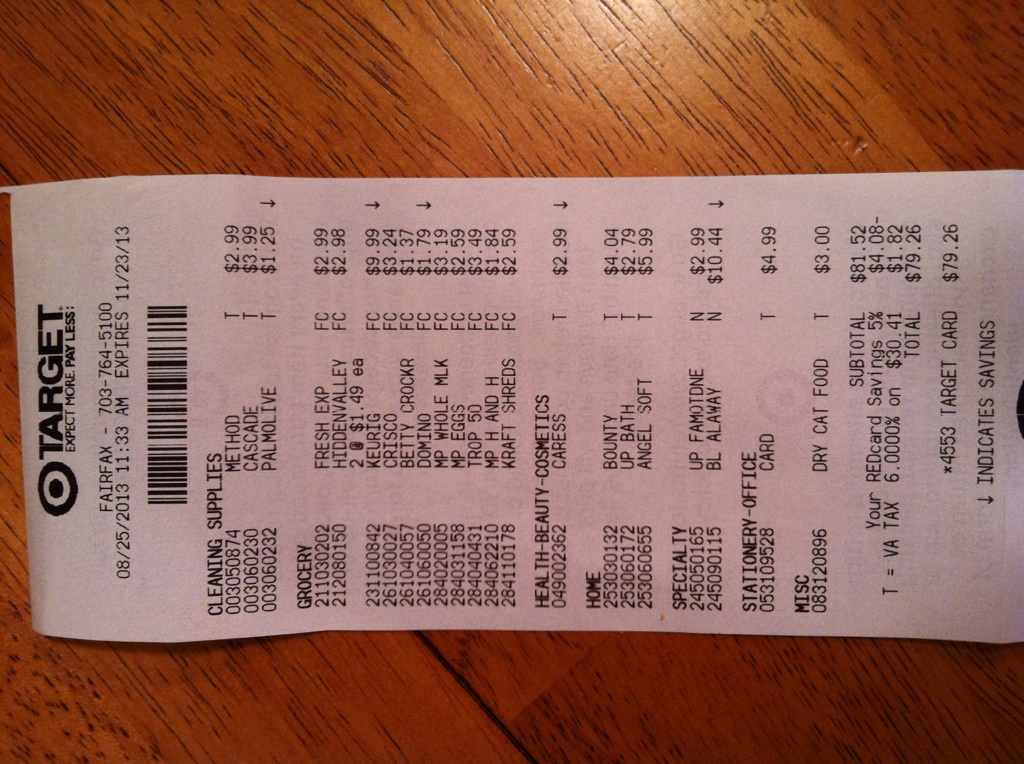 TARGET
EXPECT MORE. PAY LESS.
FAIRFAX - 703-764-5100
08/25/2013 11:33 AM EXPIRES 11/23/13
CLEANING SUPPLIES
003050874 METHOD T $2.99
003060230 CASCADE T $3.99
003060232 PALMOLIVE T $1.25 ↓
GROCERY
211030202 FRESH EXP FC $2.99
212080150 HIDDENVALLEY FC $2.98
2 @ $1.49 ea
231100842 KEURIG FC $9.99 ↓
261030027 CRISCO FC $3.24
261040057 BETTY CROCKR FC $1.37
261060050 DOMINO FC $1.79 ↓
284020005 MP WHOLE MLK FC $3.19
284031158 MP EGGS FC $2.59
284040431 TROP 50 FC $3.49
284062210 MP H AND H FC $1.84
284110178 KRAFT SHREDS FC $2.59
HEALTH-BEAUTY-COSMETICS
049002362 CARESS T $2.99 ↓
HOME
253030132 BOUNTY T $4.04
253060172 UP BATH T $2.79
253060655 ANGEL SOFT T $5.99
SPECIALTY
245050165 UP FAMOTDNE N $2.99
245090115 BL ALAWAY N $10.44 ↓
STATIONERY-OFFICE
053109528 CARD T $4.99
MISC
083120896 DRY CAT FOOD T $3.00
SUBTOTAL $81.52
Your REDcard Savings 5% $4.08-
T = VA TAX 6.0000% on $30.41 $1.82
TOTAL $79.26
*4553 TARGET CARD $79.26
↓ INDICATES SAVINGS